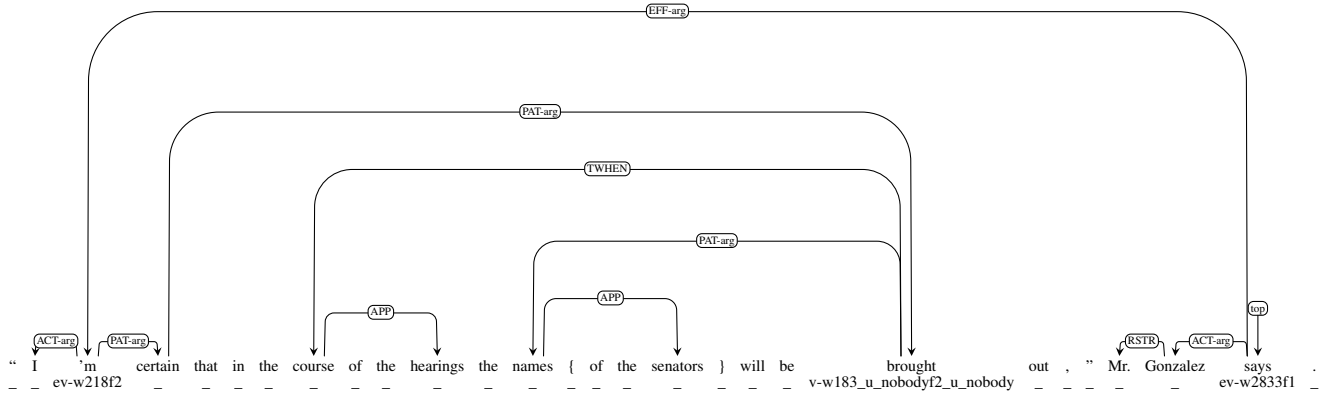 EFF-arg
PAT-arg
TWHEN
PAT-arg
APP
APP
top
ACT-arg PAT-arg RSTR ACT-arg
“ I ’m certain that in the course of the hearings the names { of the senators } will be brought out , ” Mr. Gonzalez says .
_ _ ev-w218f2 _ _ _ _ _ _ _ _ _ _ _ _ _ _ _ _ _ v-w183_u_nobodyf2_u_nobody _ _ _ _ _ ev-w2833f1 _